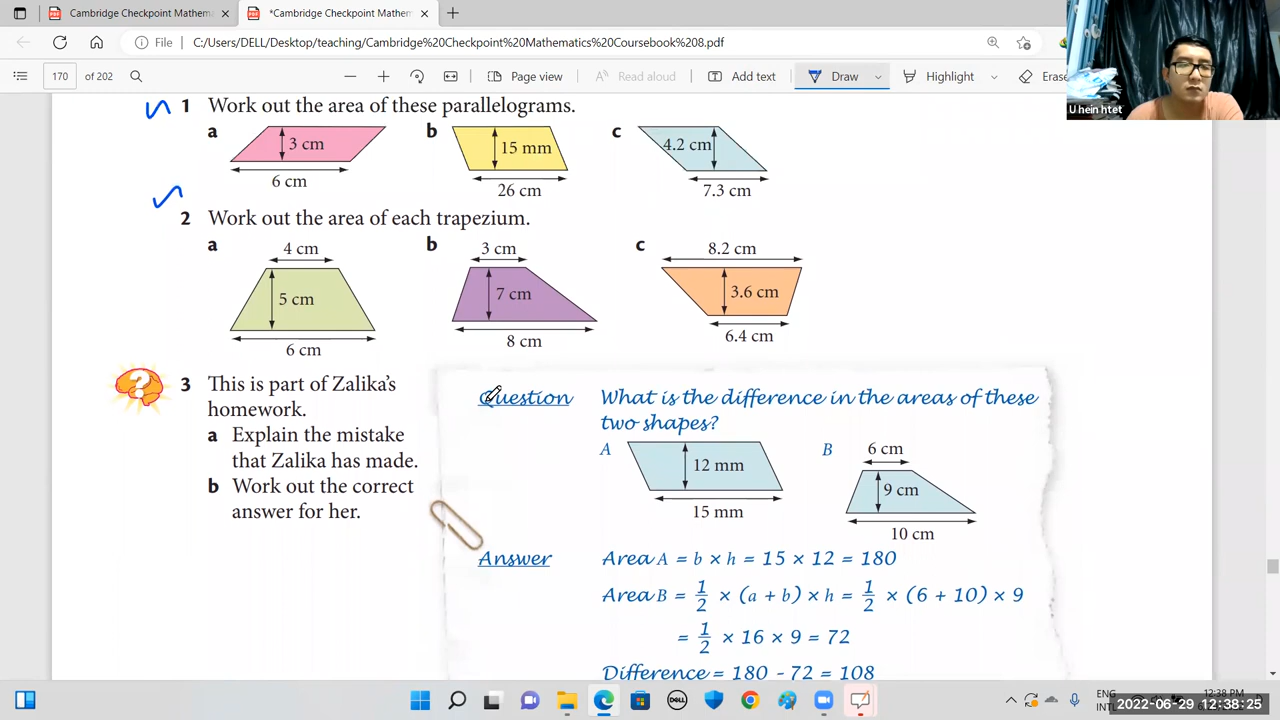 Cambridge Checkpoint Mathema
*Cambridge Checkpoint Mathem
File
C:/Users/DELL/Desktop/teaching/Cambridge%20Checkpoint%20Mathematics%20Coursebook%208.pdf
170 of 202
Page view
Read aloud
Add text
Draw
Highlight
Erase
U hein htet
1 Work out the area of these parallelograms.
a 3 cm 6 cm
b 15 mm 26 cm
c 4.2 cm 7.3 cm
2 Work out the area of each trapezium.
a 4 cm 5 cm 6 cm
b 3 cm 7 cm 8 cm
c 8.2 cm 3.6 cm 6.4 cm
3 This is part of Zalika's
homework.
a Explain the mistake
that Zalika has made.
b Work out the correct
answer for her.
Question What is the difference in the areas of these
two shapes?
A 12 mm 15 mm
B 6 cm 9 cm 10 cm
Answer Area A = b × h = 15 × 12 = 180
Area B = 1/2 × (a + b) × h = 1/2 × (6 + 10) × 9
= 1/2 × 16 × 9 = 72
Difference = 180 - 72 = 108
DELL
ENG
INTL
12:38 PM
2022-06-29 12:38:25